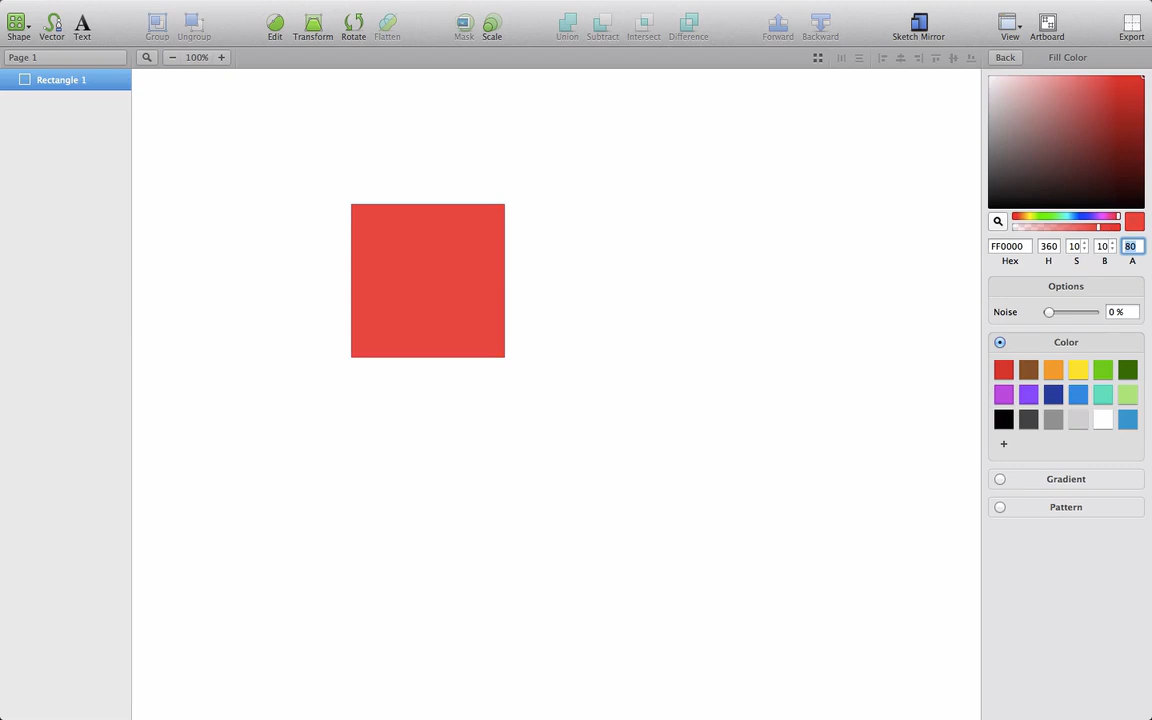 Shape Vector Text Group Ungroup Edit Transform Rotate Flatten Mask Scale Union Subtract Intersect Difference Forward Backward Sketch Mirror View Artboard Export
Page 1 100% Back Fill Color
Rectangle 1
FF0000 360 10 10 80
Hex H S B A
Options
Noise 0 %
Color
Gradient
Pattern